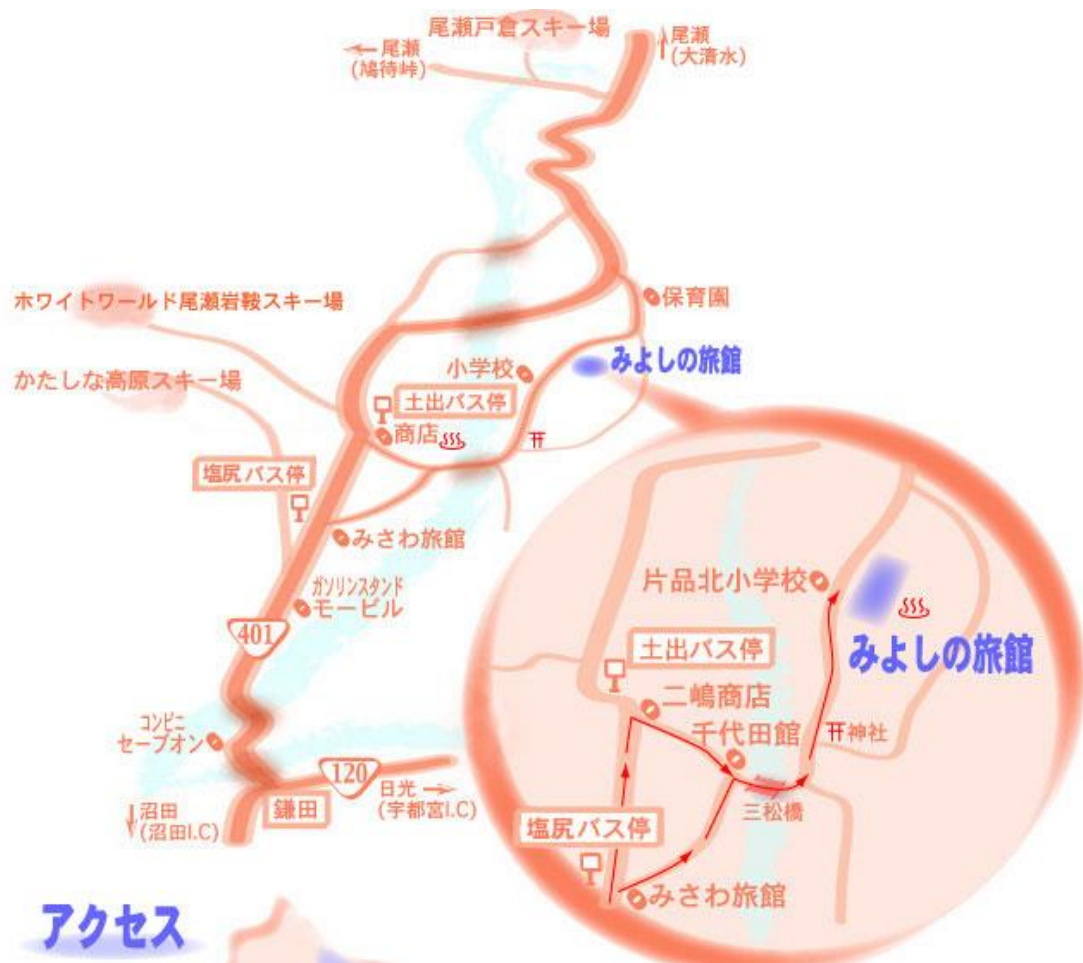 尾瀬戸倉スキー場
←尾瀬
(鳩待峠)
↑尾瀬
(大清水)
ホワイトワールド尾瀬岩鞍スキー場
保育園
かたしな高原スキー場
小学校
みよしの旅館
土出バス停
商店
塩尻バス停
みさわ旅館
ガソリンスタンド
モービル
401
片品北小学校
みよしの旅館
土出バス停
二嶋商店
千代田館
神社
コンビニ
セーブオン
120
日光→
(宇都宮I.C)
三松橋
↓沼田
(沼田I.C)
鎌田
塩尻バス停
みさわ旅館
アクセス